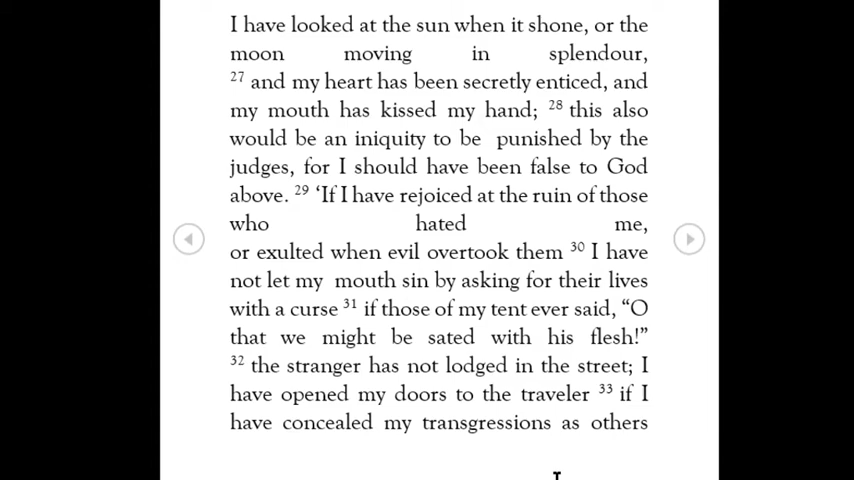 I have looked at the sun when it shone, or the
moon moving in splendour,
27 and my heart has been secretly enticed, and
my mouth has kissed my hand; 28 this also
would be an iniquity to be punished by the
judges, for I should have been false to God
above. 29 ‘If I have rejoiced at the ruin of those
who hated me,
or exulted when evil overtook them 30 I have
not let my mouth sin by asking for their lives
with a curse 31 if those of my tent ever said, “O
that we might be sated with his flesh!”
32 the stranger has not lodged in the street; I
have opened my doors to the traveler 33 if I
have concealed my transgressions as others